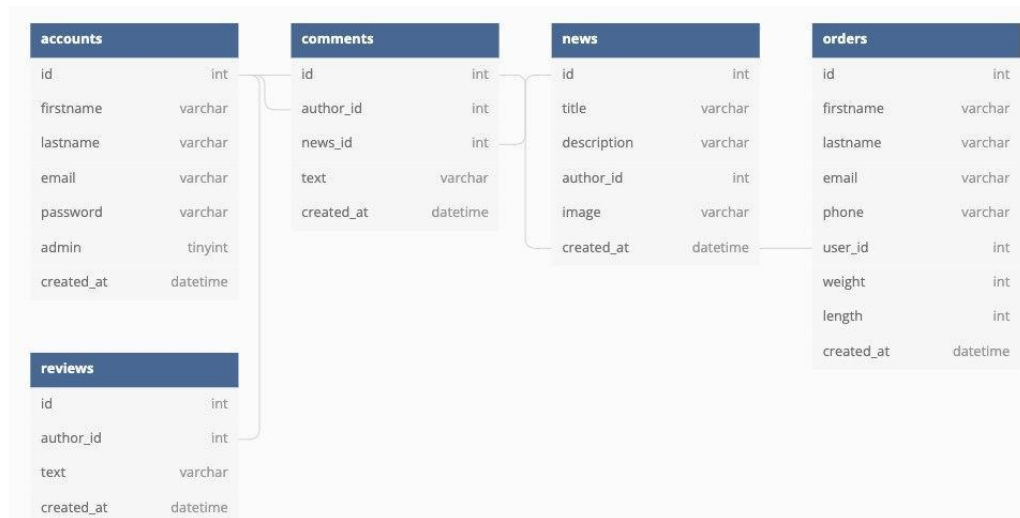 accounts
id int
firstname varchar
lastname varchar
email varchar
password varchar
admin tinyint
created_at datetime
comments
id int
author_id int
news_id int
text varchar
created_at datetime
news
id int
title varchar
description varchar
author_id int
image varchar
created_at datetime
orders
id int
firstname varchar
lastname varchar
email varchar
phone varchar
user_id int
weight int
length int
created_at datetime
reviews
id int
author_id int
text varchar
created_at datetime